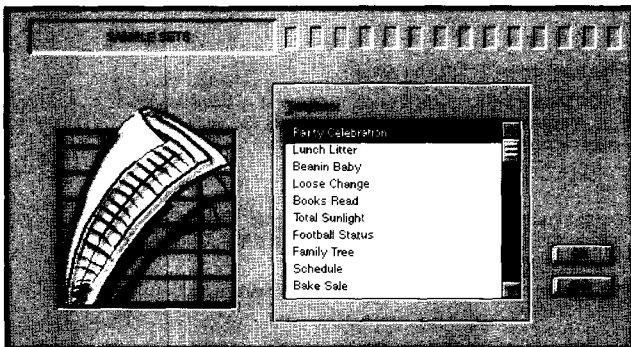 SAMPLE SETS
Party Celebration
Lunch Litter
Beanin Baby
Loose Change
Books Read
Total Sunlight
Football Status
Family Tree
Schedule
Bake Sale